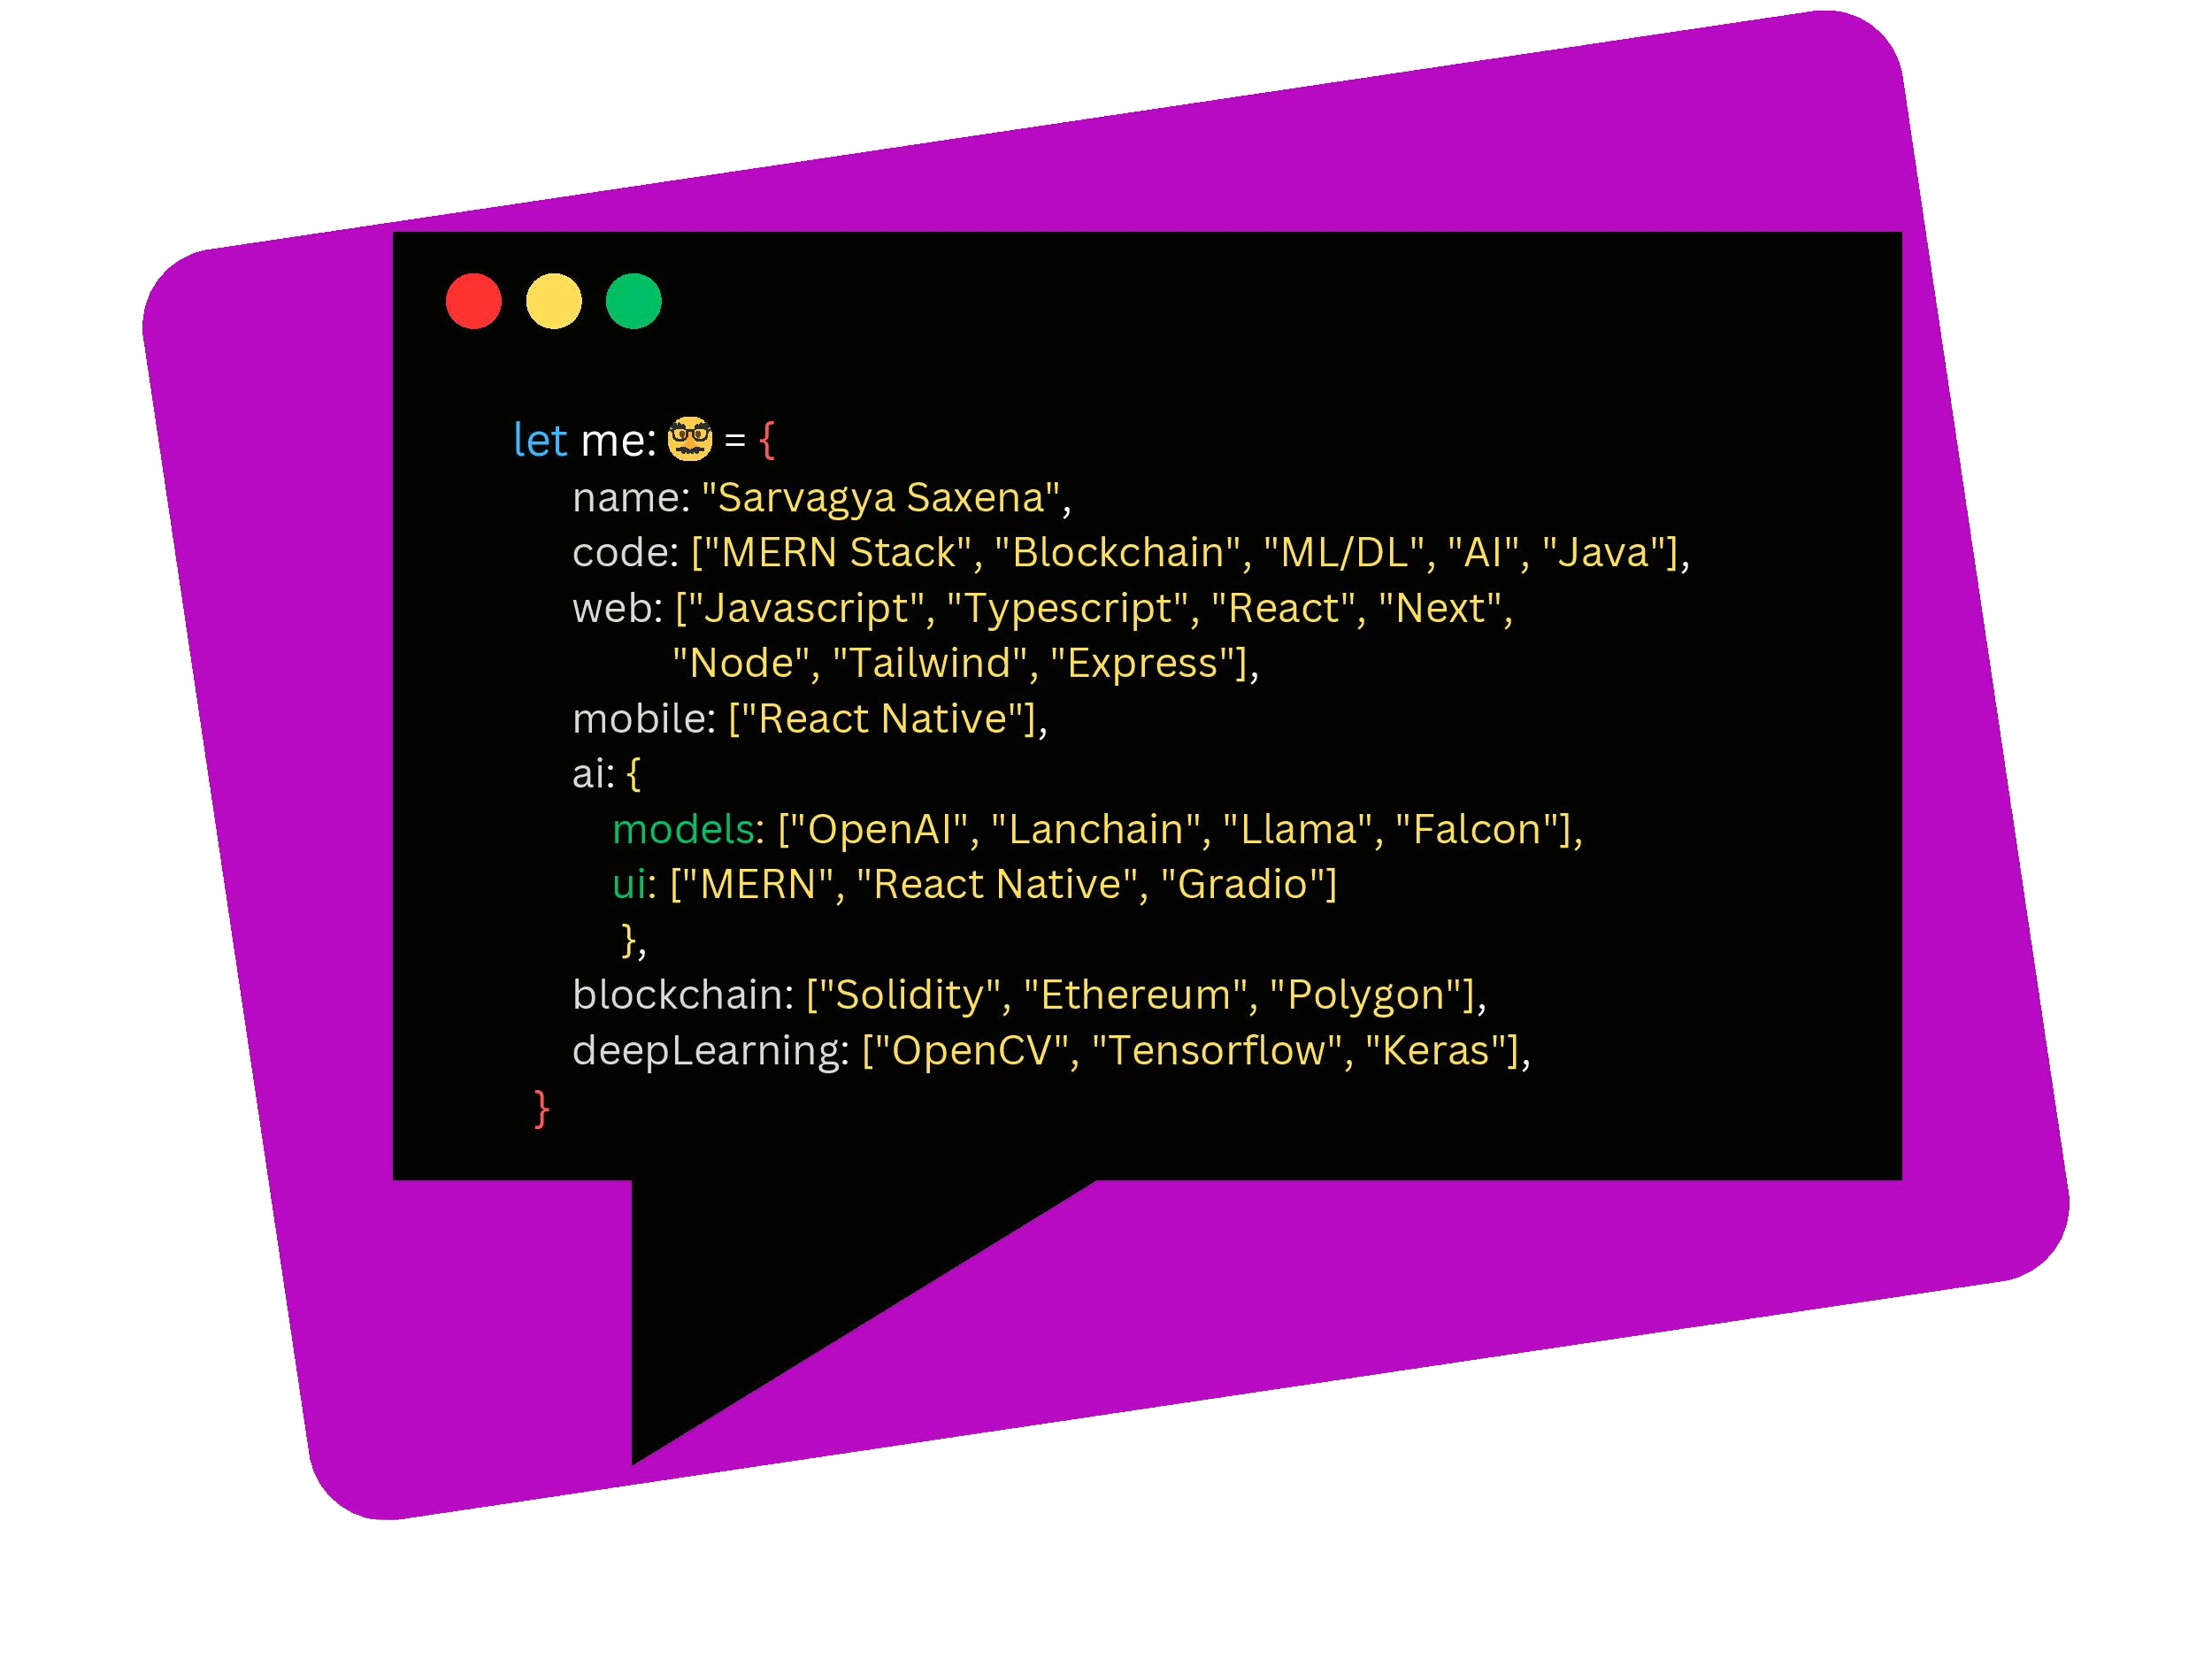 let me: 🥸 = {
name: "Sarvagya Saxena",
code: ["MERN Stack", "Blockchain", "ML/DL", "AI", "Java"],
web: ["Javascript", "Typescript", "React", "Next",
"Node", "Tailwind", "Express"],
mobile: ["React Native"],
ai: {
models: ["OpenAI", "Lanchain", "Llama", "Falcon"],
ui: ["MERN", "React Native", "Gradio"]
},
blockchain: ["Solidity", "Ethereum", "Polygon"],
deepLearning: ["OpenCV", "Tensorflow", "Keras"],
}